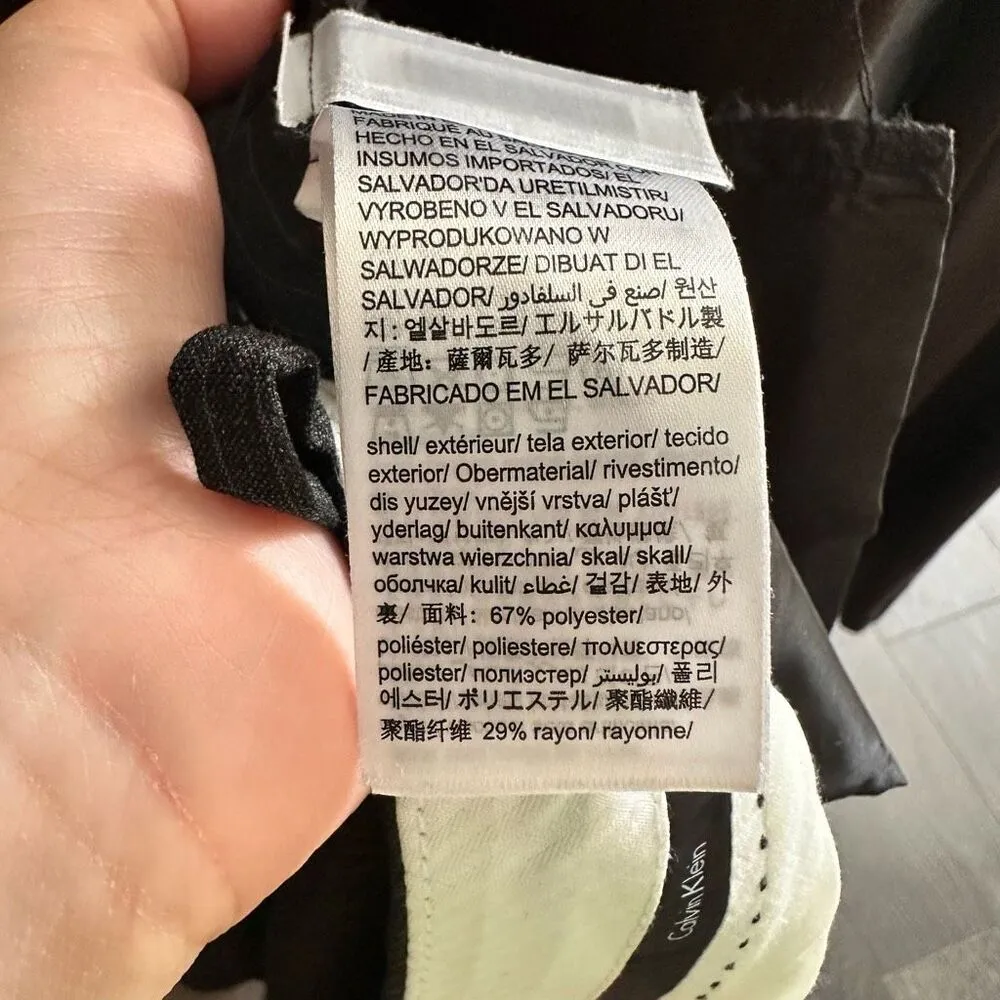 FABRIQUE AU
HECHO EN EL SALVADOR
INSUMOS IMPORTADOS/ EL
SALVADOR'DA URETILMISTIR/
VYROBENO V EL SALVADORU/
WYPRODUKOWANO W
SALWADORZE/ DIBUAT DI EL
SALVADOR/ صنع في السلفادور/ 원산
지: 엘살바도르/ エルサルバドル製
/ 產地: 薩爾瓦多/ 萨尔瓦多制造/
FABRICADO EM EL SALVADOR/
shell/ extérieur/ tela exterior/ tecido
exterior/ Obermaterial/ rivestimento/
dis yuzey/ vnější vrstva/ plášť/
yderlag/ buitenkant/ καλυμμα/
warstwa wierzchnia/ skal/ skall/
оболчка/ kulit/ غطاء/ 겉감/ 表地/ 外
裏/ 面料: 67% polyester/
poliéster/ poliestere/ πολυεστερας/
poliester/ полиэстер/ بوليستر/ 폴리
에스터/ ポリエステル/ 聚酯纖維/
聚酯纤维 29% rayon/ rayonne/
Calvin Klein